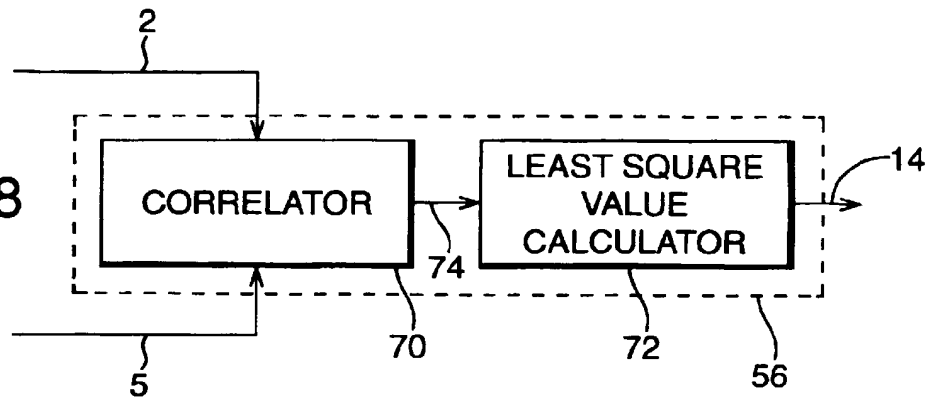 2
8
CORRELATOR
LEAST SQUARE
VALUE
CALCULATOR
14
74
70
72
56
5